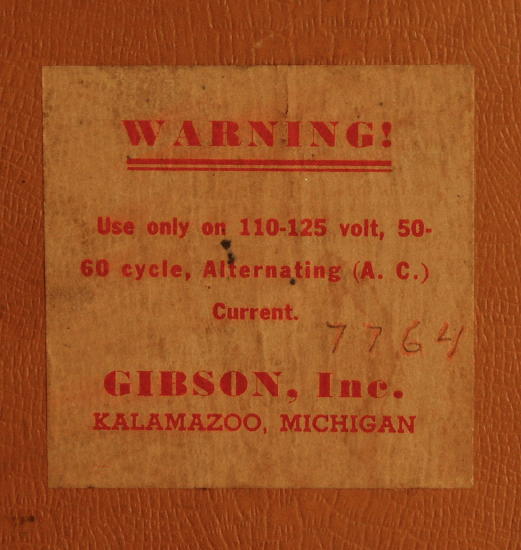 WARNING!
Use only on 110-125 volt, 50-
60 cycle, Alternating (A. C.)
Current.
7764
GIBSON, Inc.
KALAMAZOO, MICHIGAN